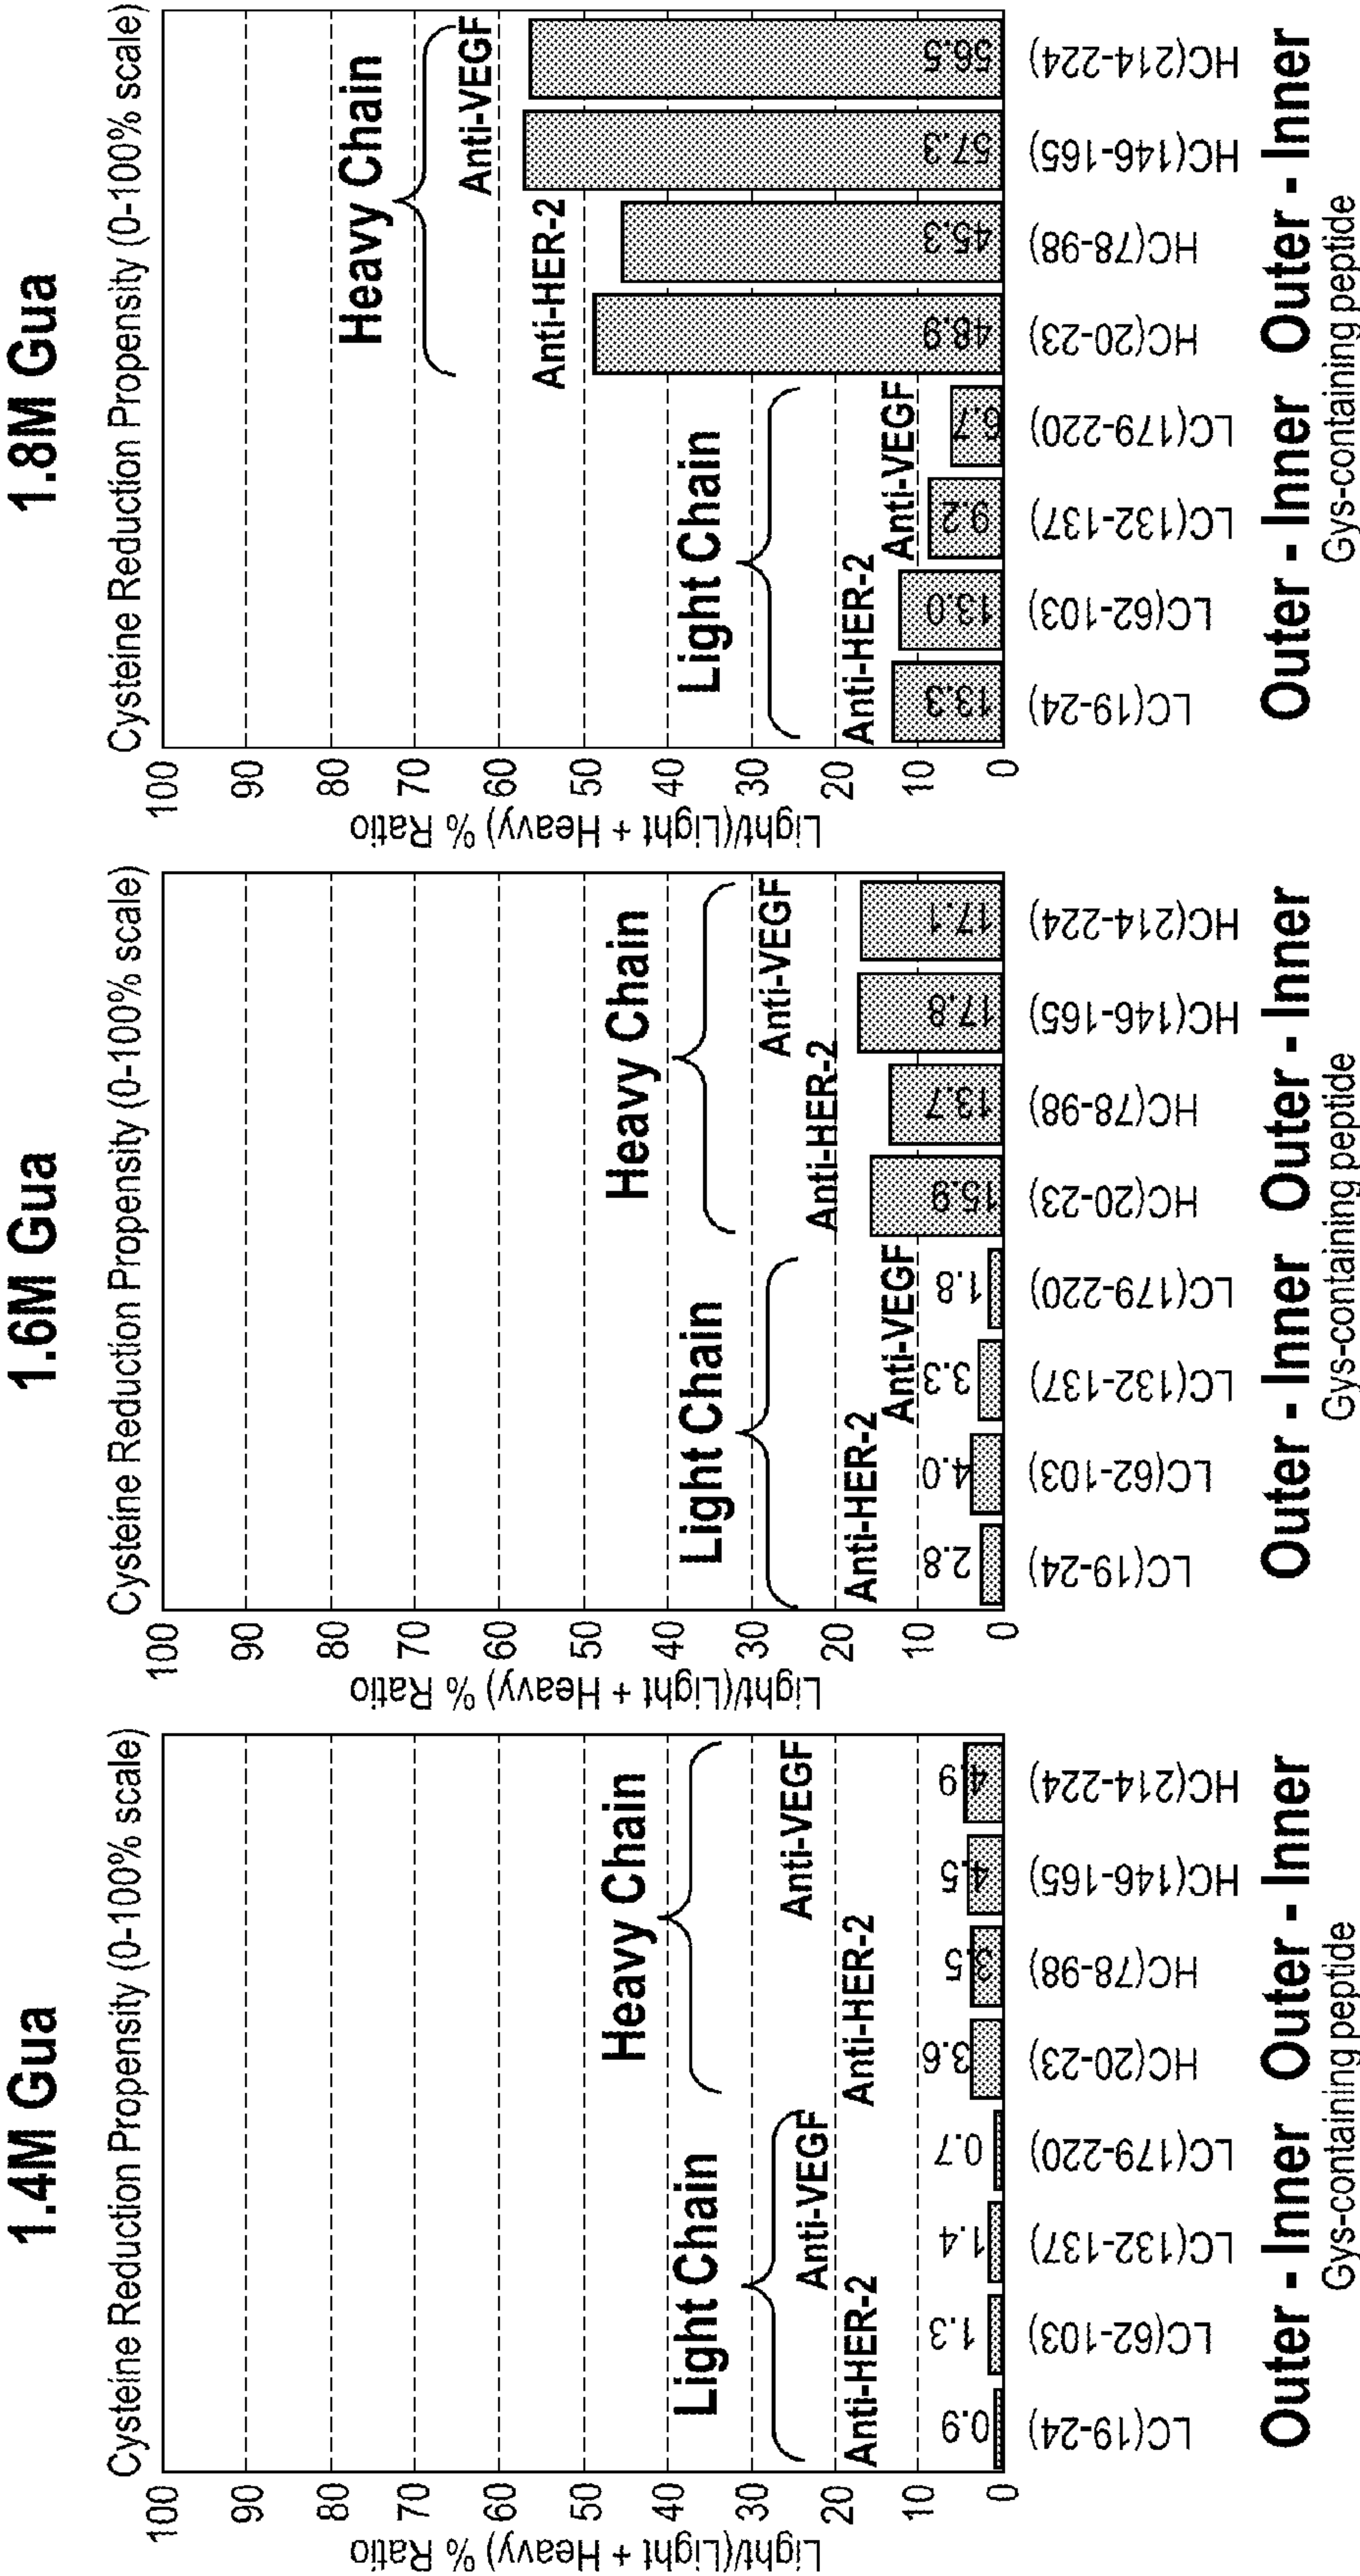 1.4M Gua
Cysteine Reduction Propensity (0-100% scale)
Light/(Light + Heavy) % Ratio
100
90
80
70
60
50
40
30
20
10
0
Heavy Chain
Light Chain
Anti-VEGF
Anti-VEGF
Anti-HER-2
Anti-HER-2
0.9
1.3
1.4
0.7
3.6
3.5
4.5
4.9
LC(19-24)
LC(62-103)
LC(132-137)
LC(179-220)
HC(20-23)
HC(78-98)
HC(146-165)
HC(214-224)
Outer - Inner Outer - Inner
Gys-containing peptide
1.6M Gua
Cysteine Reduction Propensity (0-100% scale)
Light/(Light + Heavy) % Ratio
100
90
80
70
60
50
40
30
20
10
0
Heavy Chain
Light Chain
Anti-VEGF
Anti-HER-2
Anti-HER-2
Anti-VEGF
2.8
4.0
3.3
1.8
15.9
13.7
17.8
17.1
LC(19-24)
LC(62-103)
LC(132-137)
LC(179-220)
HC(20-23)
HC(78-98)
HC(146-165)
HC(214-224)
Outer - Inner Outer - Inner
Gys-containing peptide
1.8M Gua
Cysteine Reduction Propensity (0-100% scale)
Light/(Light + Heavy) % Ratio
100
90
80
70
60
50
40
30
20
10
0
Heavy Chain
Anti-VEGF
Anti-HER-2
Light Chain
Anti-HER-2
Anti-VEGF
13.3
13.0
9.2
6.7
48.9
45.3
57.3
56.5
LC(19-24)
LC(62-103)
LC(132-137)
LC(179-220)
HC(20-23)
HC(78-98)
HC(146-165)
HC(214-224)
Outer - Inner Outer - Inner
Gys-containing peptide